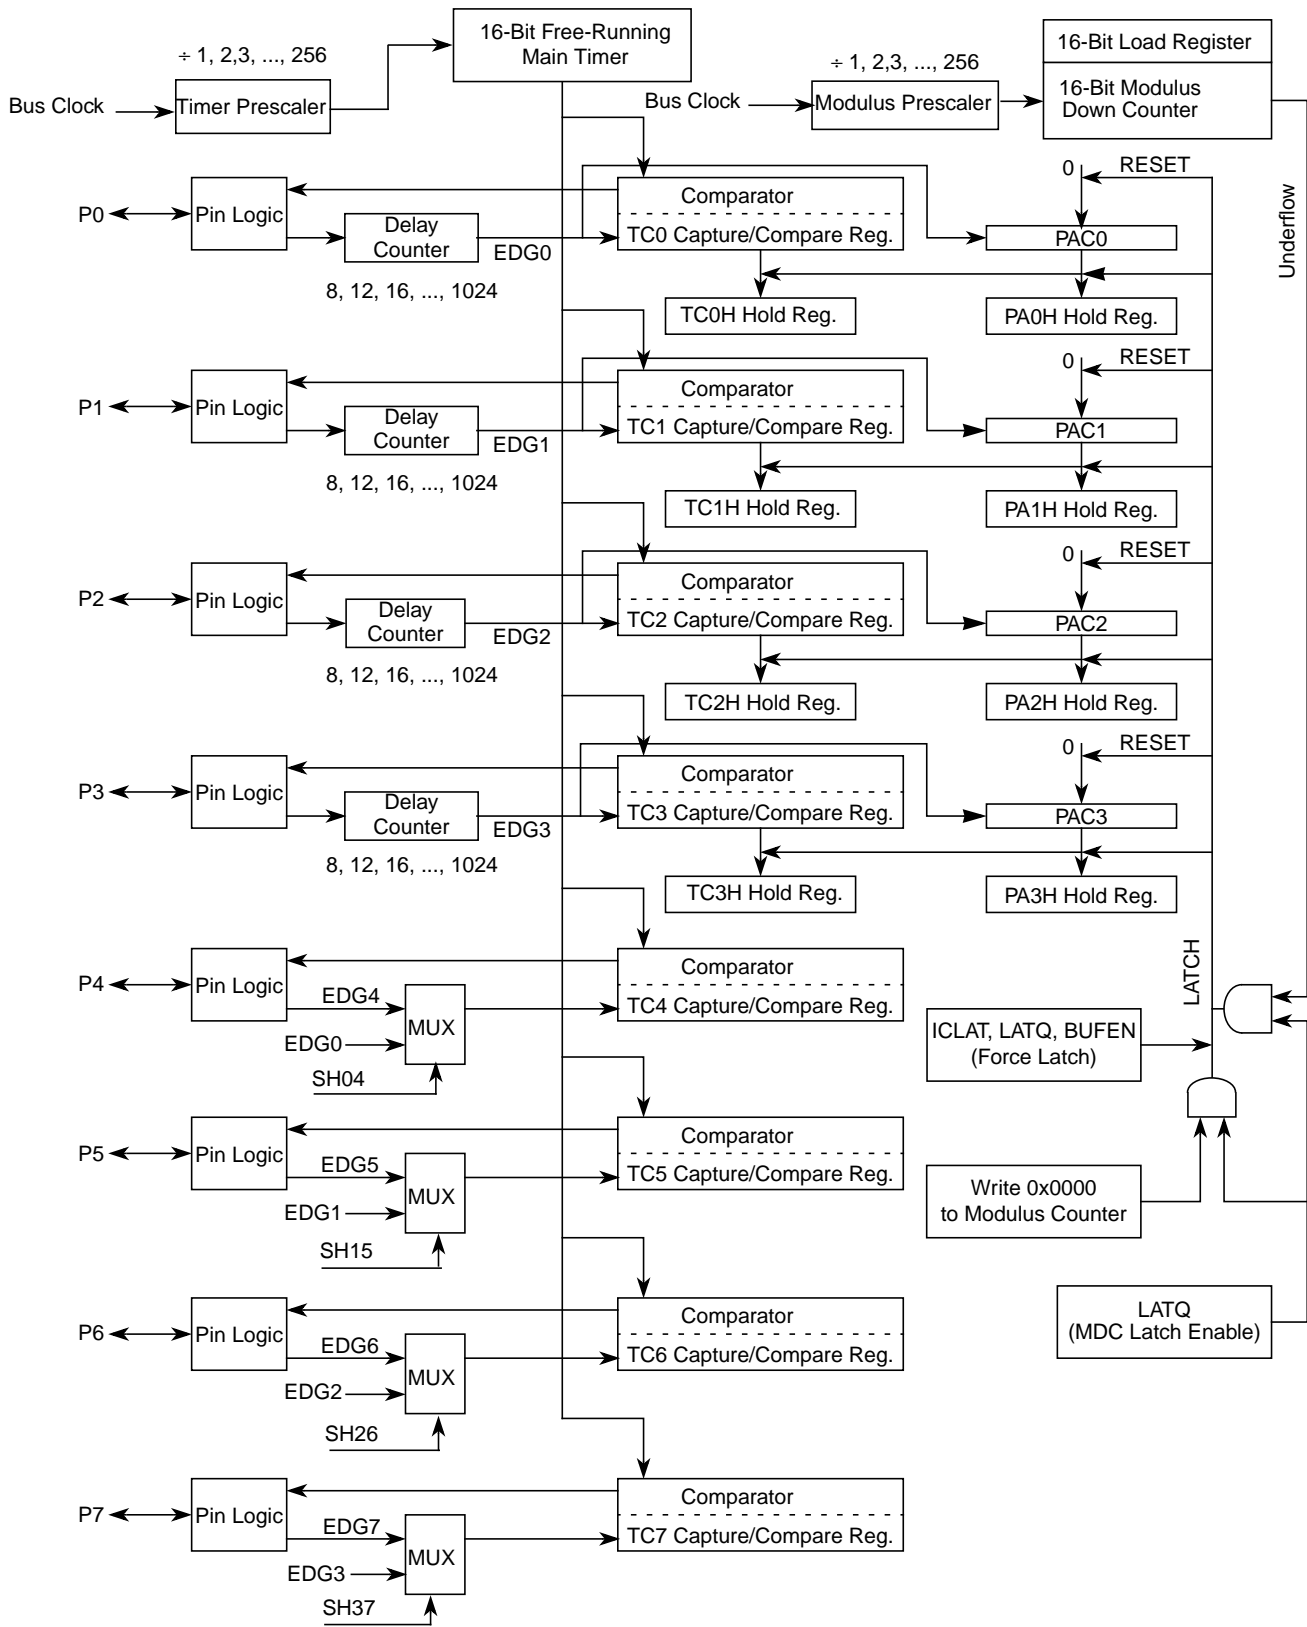 ÷ 1, 2,3, ..., 256
Bus Clock
Timer Prescaler
16-Bit Free-Running
Main Timer
÷ 1, 2,3, ..., 256
Bus Clock
Modulus Prescaler
16-Bit Load Register
16-Bit Modulus
Down Counter
Underflow
P0
Pin Logic
Delay
Counter
8, 12, 16, ..., 1024
EDG0
Comparator
TC0 Capture/Compare Reg.
TC0H Hold Reg.
0
RESET
PAC0
PA0H Hold Reg.
P1
Pin Logic
Delay
Counter
8, 12, 16, ..., 1024
EDG1
Comparator
TC1 Capture/Compare Reg.
TC1H Hold Reg.
0
RESET
PAC1
PA1H Hold Reg.
P2
Pin Logic
Delay
Counter
8, 12, 16, ..., 1024
EDG2
Comparator
TC2 Capture/Compare Reg.
TC2H Hold Reg.
0
RESET
PAC2
PA2H Hold Reg.
P3
Pin Logic
Delay
Counter
8, 12, 16, ..., 1024
EDG3
Comparator
TC3 Capture/Compare Reg.
TC3H Hold Reg.
0
RESET
PAC3
PA3H Hold Reg.
LATCH
P4
Pin Logic
EDG4
EDG0
MUX
SH04
Comparator
TC4 Capture/Compare Reg.
ICLAT, LATQ, BUFEN
(Force Latch)
P5
Pin Logic
EDG5
EDG1
MUX
SH15
Comparator
TC5 Capture/Compare Reg.
Write 0x0000
to Modulus Counter
P6
Pin Logic
EDG6
EDG2
MUX
SH26
Comparator
TC6 Capture/Compare Reg.
LATQ
(MDC Latch Enable)
P7
Pin Logic
EDG7
EDG3
MUX
SH37
Comparator
TC7 Capture/Compare Reg.